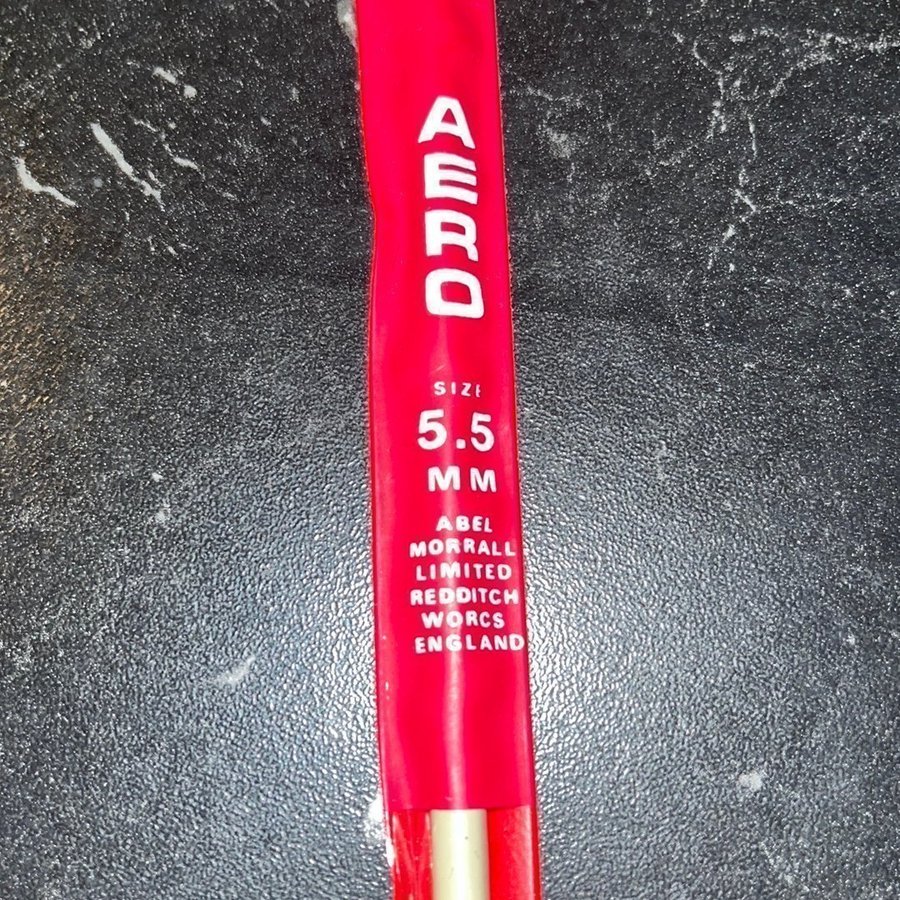 AERO
SIZE
5.5
MM
ABEL
MORRALL
LIMITED
REDDITCH
WORCS
ENGLAND